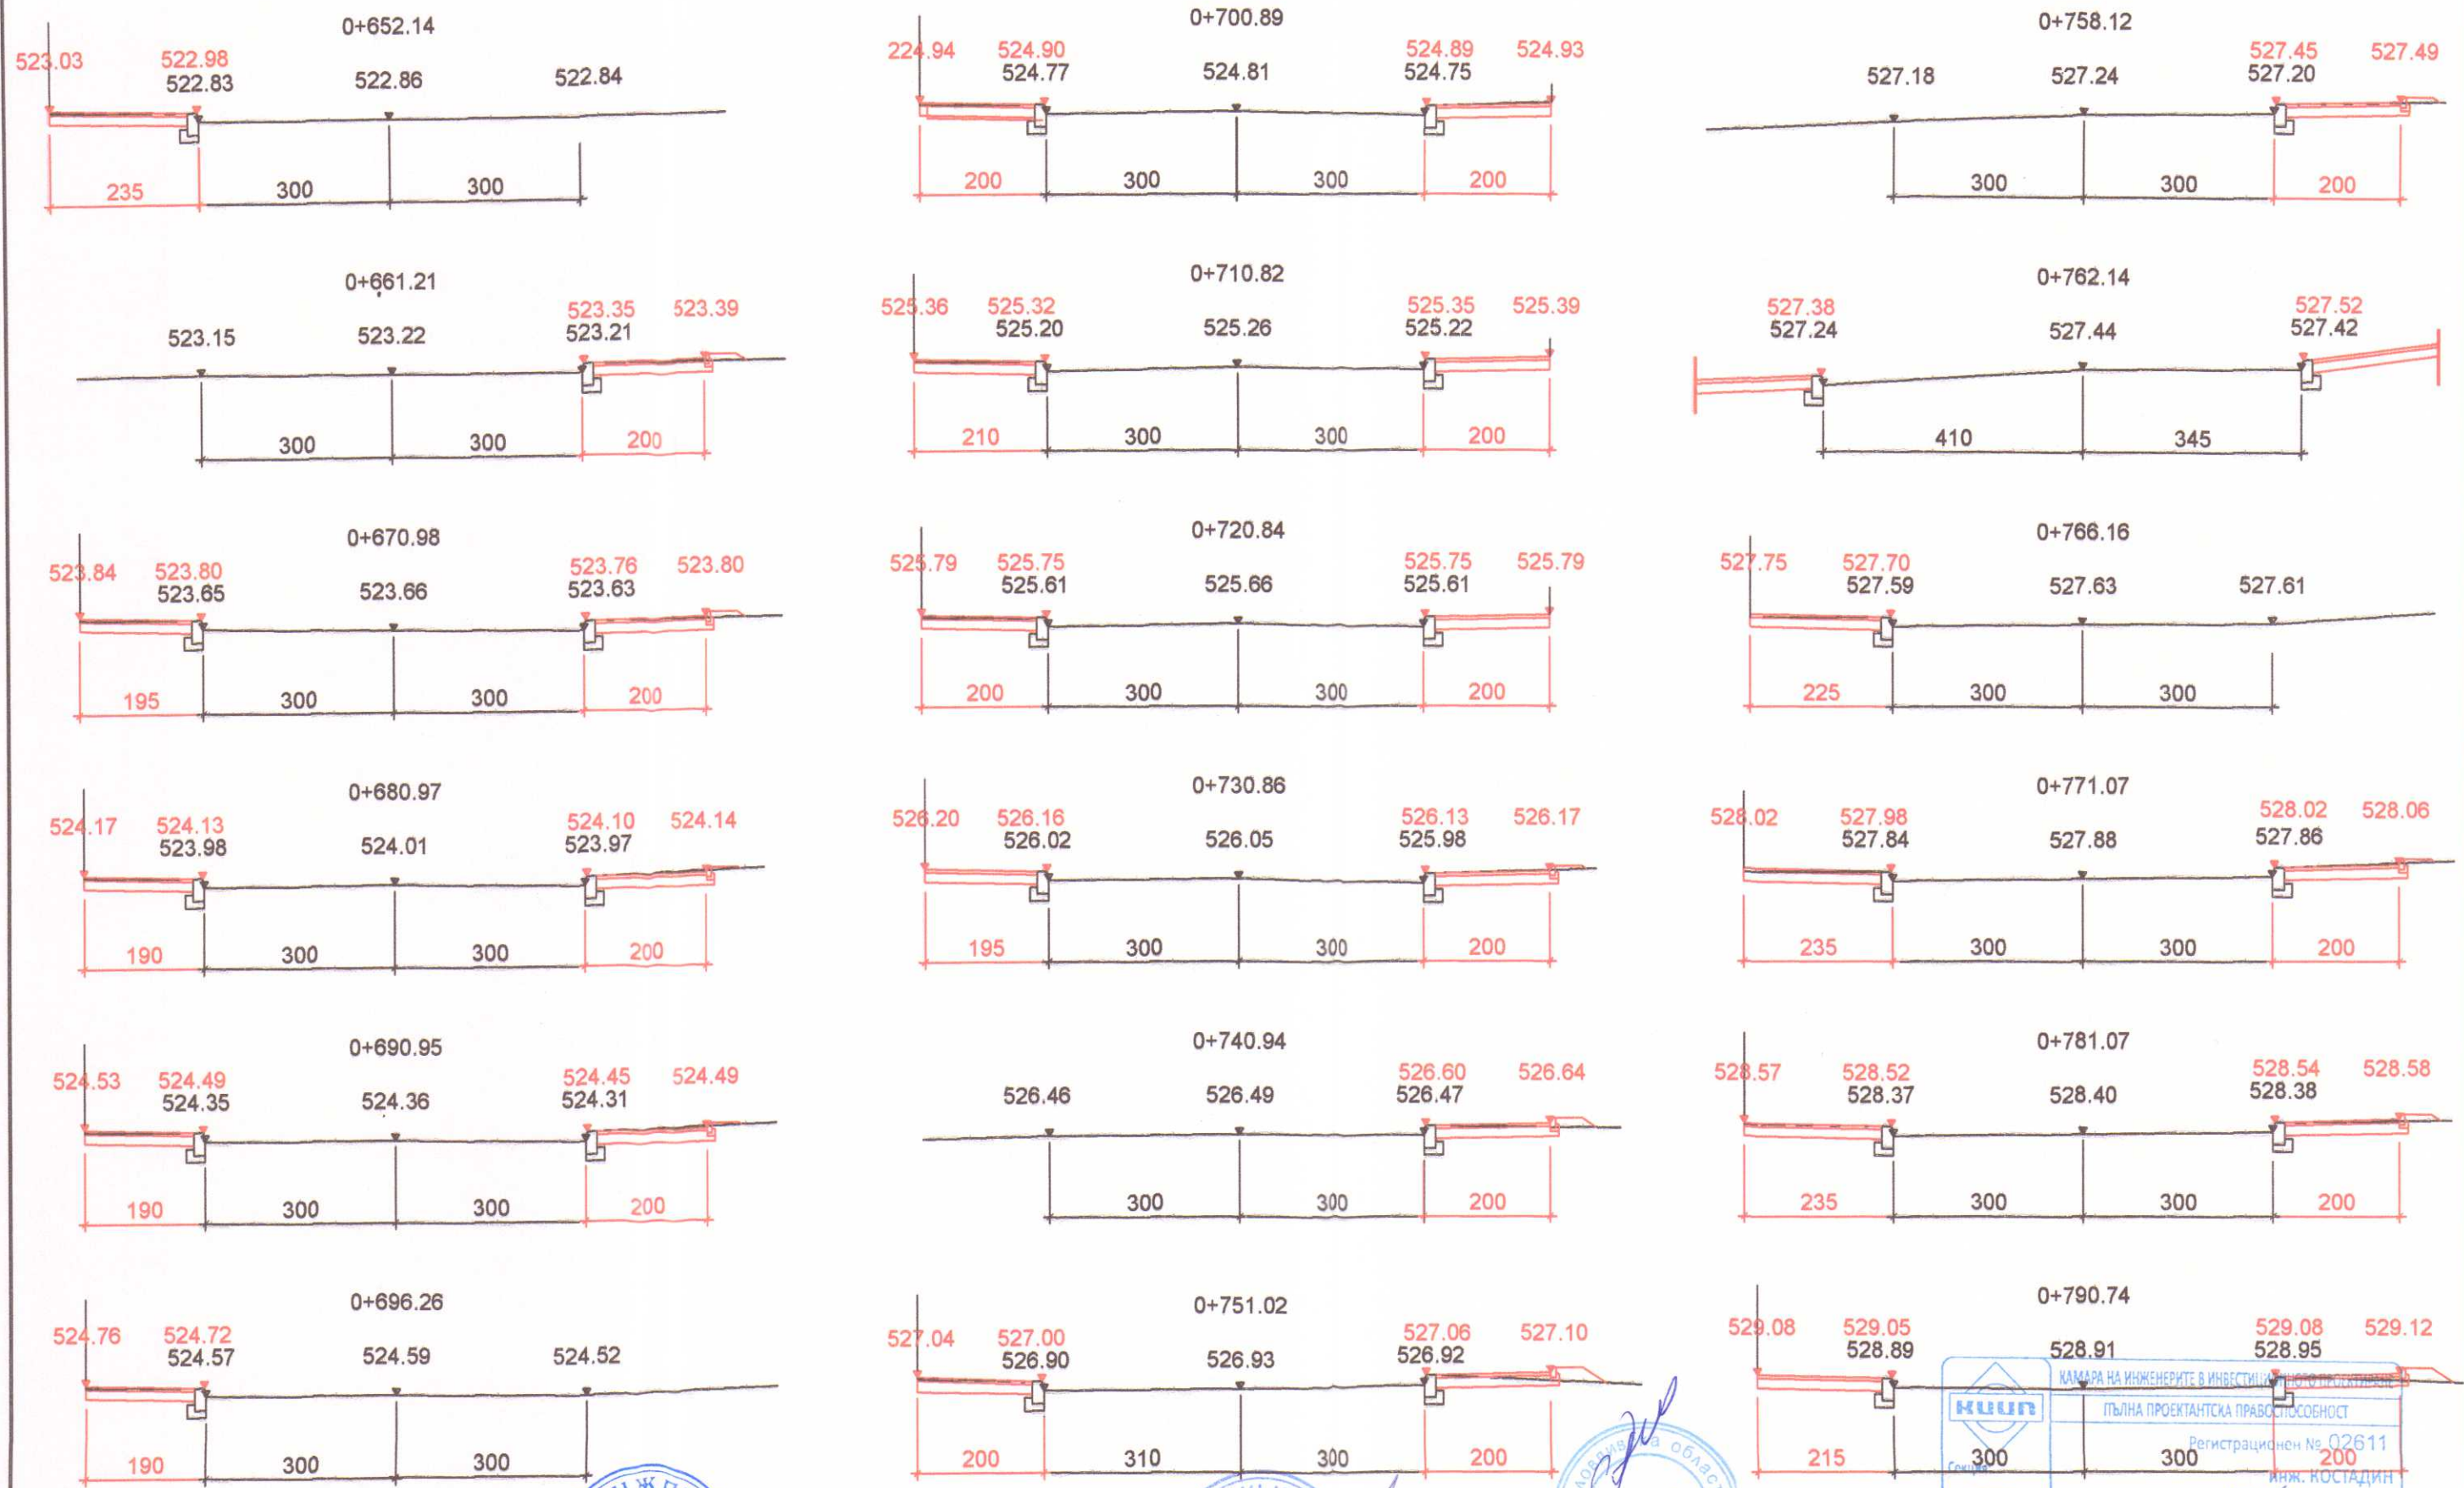 0+652.14
523.03 522.98
522.83 522.86 522.84
235 300 300
0+661.21
523.35 523.39
523.15 523.22 523.21
300 300 200
0+670.98
523.84 523.80 523.76 523.80
523.65 523.66 523.63
195 300 300 200
0+680.97
524.17 524.13 524.10 524.14
523.98 524.01 523.97
190 300 300 200
0+690.95
524.53 524.49 524.45 524.49
524.35 524.36 524.31
190 300 300 200
0+696.26
524.76 524.72
524.57 524.59 524.52
190 300 300
0+700.89
224.94 524.90 524.89 524.93
524.77 524.81 524.75
200 300 300 200
0+710.82
525.36 525.32 525.35 525.39
525.20 525.26 525.22
210 300 300 200
0+720.84
525.79 525.75 525.75 525.79
525.61 525.66 525.61
200 300 300 200
0+730.86
526.20 526.16 526.13 526.17
526.02 526.05 525.98
195 300 300 200
0+740.94
526.60 526.64
526.46 526.49 526.47
300 300 200
0+751.02
527.04 527.00 527.06 527.10
526.90 526.93 526.92
200 310 300 200
0+758.12
527.45 527.49
527.18 527.24 527.20
300 300 200
0+762.14
527.38 527.52
527.24 527.44 527.42
410 345
0+766.16
527.75 527.70
527.59 527.63 527.61
225 300 300
0+771.07
528.02 527.98 528.02 528.06
527.84 527.88 527.86
235 300 300 200
0+781.07
528.57 528.52 528.54 528.58
528.37 528.40 528.38
235 300 300 200
0+790.74
529.08 529.05 529.08 529.12
528.89 528.91 528.95
215 300 300 200
КАМАРА НА ИНЖЕНЕРИТЕ В ИНВЕСТИЦИОННОТО ПРОЕКТИРАНЕ
КИИП
ПЪЛНА ПРОЕКТАНТСКА ПРАВОСПОСОБНОСТ
Регистрационен № 02611
Секция:
инж. КОСТАДИН